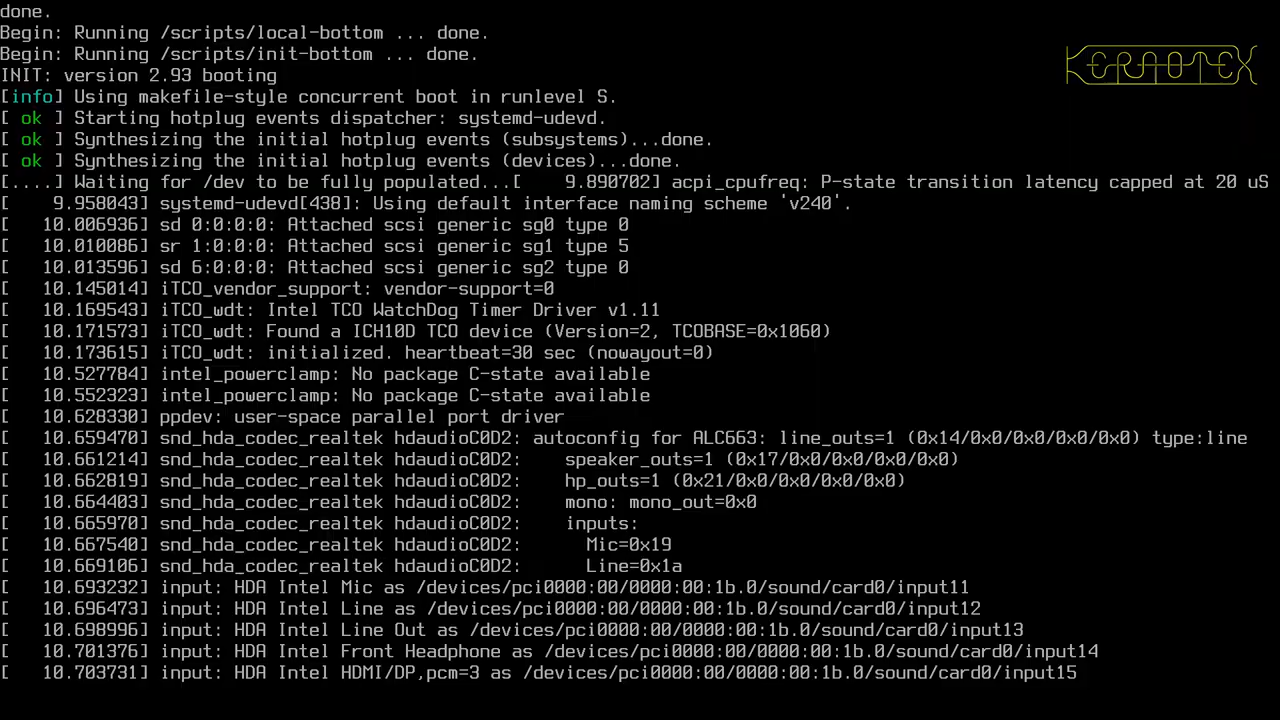 done.
Begin: Running /scripts/local-bottom ... done.
Begin: Running /scripts/init-bottom ... done.
KERAOTEX
INIT: version 2.93 booting
[info] Using makefile-style concurrent boot in runlevel S.
[ ok ] Starting hotplug events dispatcher: systemd-udevd.
[ ok ] Synthesizing the initial hotplug events (subsystems)...done.
[ ok ] Synthesizing the initial hotplug events (devices)...done.
[....] Waiting for /dev to be fully populated...[    9.890702] acpi_cpufreq: P-state transition latency capped at 20 uS
[    9.958043] systemd-udevd[438]: Using default interface naming scheme 'v240'.
[   10.006936] sd 0:0:0:0: Attached scsi generic sg0 type 0
[   10.010086] sr 1:0:0:0: Attached scsi generic sg1 type 5
[   10.013596] sd 6:0:0:0: Attached scsi generic sg2 type 0
[   10.145014] iTCO_vendor_support: vendor-support=0
[   10.169543] iTCO_wdt: Intel TCO WatchDog Timer Driver v1.11
[   10.171573] iTCO_wdt: Found a ICH10D TCO device (Version=2, TCOBASE=0x1060)
[   10.173615] iTCO_wdt: initialized. heartbeat=30 sec (nowayout=0)
[   10.527784] intel_powerclamp: No package C-state available
[   10.552323] intel_powerclamp: No package C-state available
[   10.628330] ppdev: user-space parallel port driver
[   10.659470] snd_hda_codec_realtek hdaudioC0D2: autoconfig for ALC663: line_outs=1 (0x14/0x0/0x0/0x0/0x0) type:line
[   10.661214] snd_hda_codec_realtek hdaudioC0D2:    speaker_outs=1 (0x17/0x0/0x0/0x0/0x0)
[   10.662819] snd_hda_codec_realtek hdaudioC0D2:    hp_outs=1 (0x21/0x0/0x0/0x0/0x0)
[   10.664403] snd_hda_codec_realtek hdaudioC0D2:    mono: mono_out=0x0
[   10.665970] snd_hda_codec_realtek hdaudioC0D2:    inputs:
[   10.667540] snd_hda_codec_realtek hdaudioC0D2:      Mic=0x19
[   10.669106] snd_hda_codec_realtek hdaudioC0D2:      Line=0x1a
[   10.693232] input: HDA Intel Mic as /devices/pci0000:00/0000:00:1b.0/sound/card0/input11
[   10.696473] input: HDA Intel Line as /devices/pci0000:00/0000:00:1b.0/sound/card0/input12
[   10.698996] input: HDA Intel Line Out as /devices/pci0000:00/0000:00:1b.0/sound/card0/input13
[   10.701376] input: HDA Intel Front Headphone as /devices/pci0000:00/0000:00:1b.0/sound/card0/input14
[   10.703731] input: HDA Intel HDMI/DP,pcm=3 as /devices/pci0000:00/0000:00:1b.0/sound/card0/input15